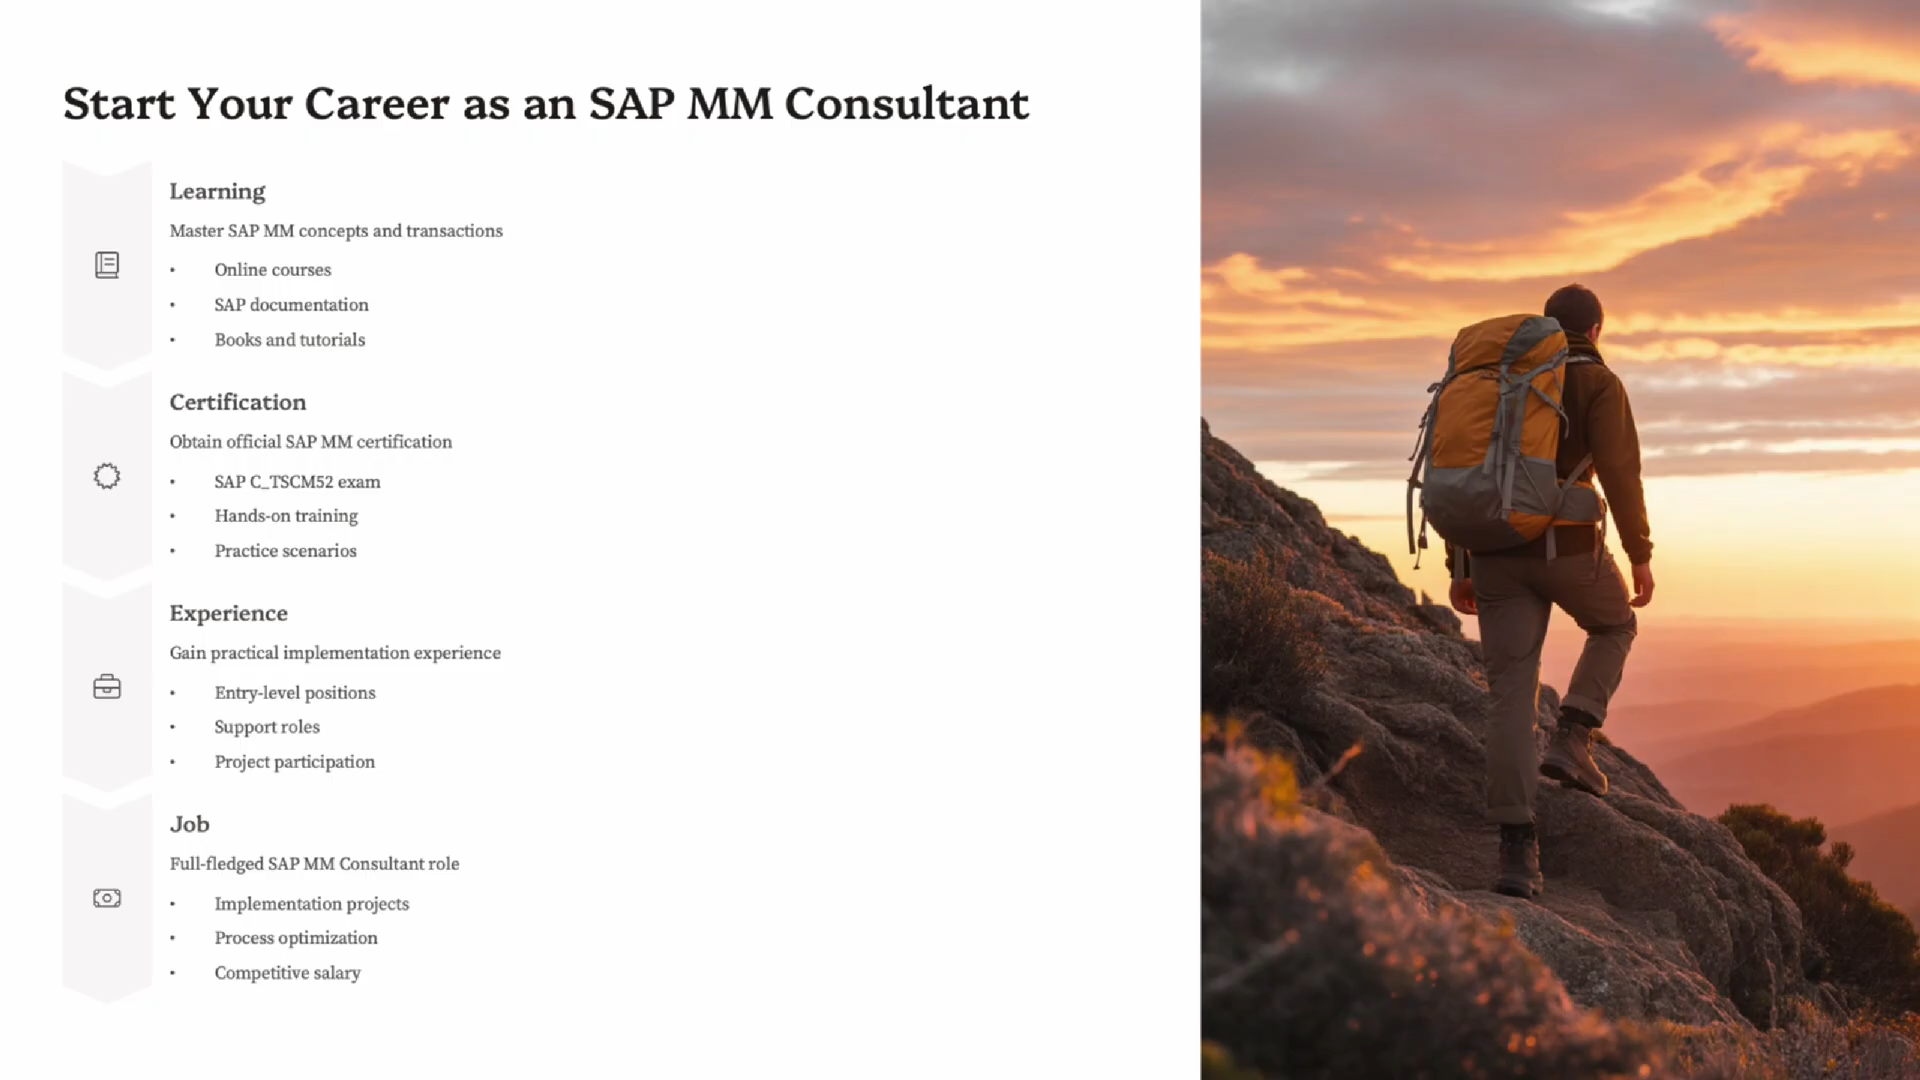 Start Your Career as an SAP MM Consultant
Learning
Master SAP MM concepts and transactions
• Online courses
• SAP documentation
• Books and tutorials
Certification
Obtain official SAP MM certification
• SAP C_TSCM52 exam
• Hands-on training
• Practice scenarios
Experience
Gain practical implementation experience
• Entry-level positions
• Support roles
• Project participation
Job
Full-fledged SAP MM Consultant role
• Implementation projects
• Process optimization
• Competitive salary